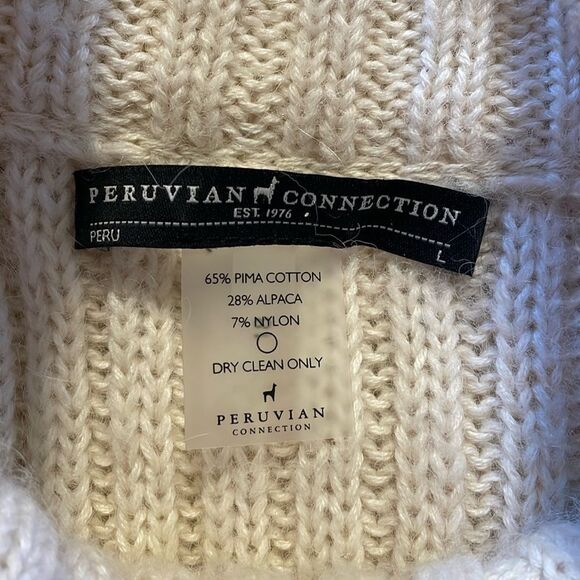 PERUVIAN CONNECTION
EST. 1976
PERU
L
65% PIMA COTTON
28% ALPACA
7% NYLON
DRY CLEAN ONLY
PERUVIAN
CONNECTION